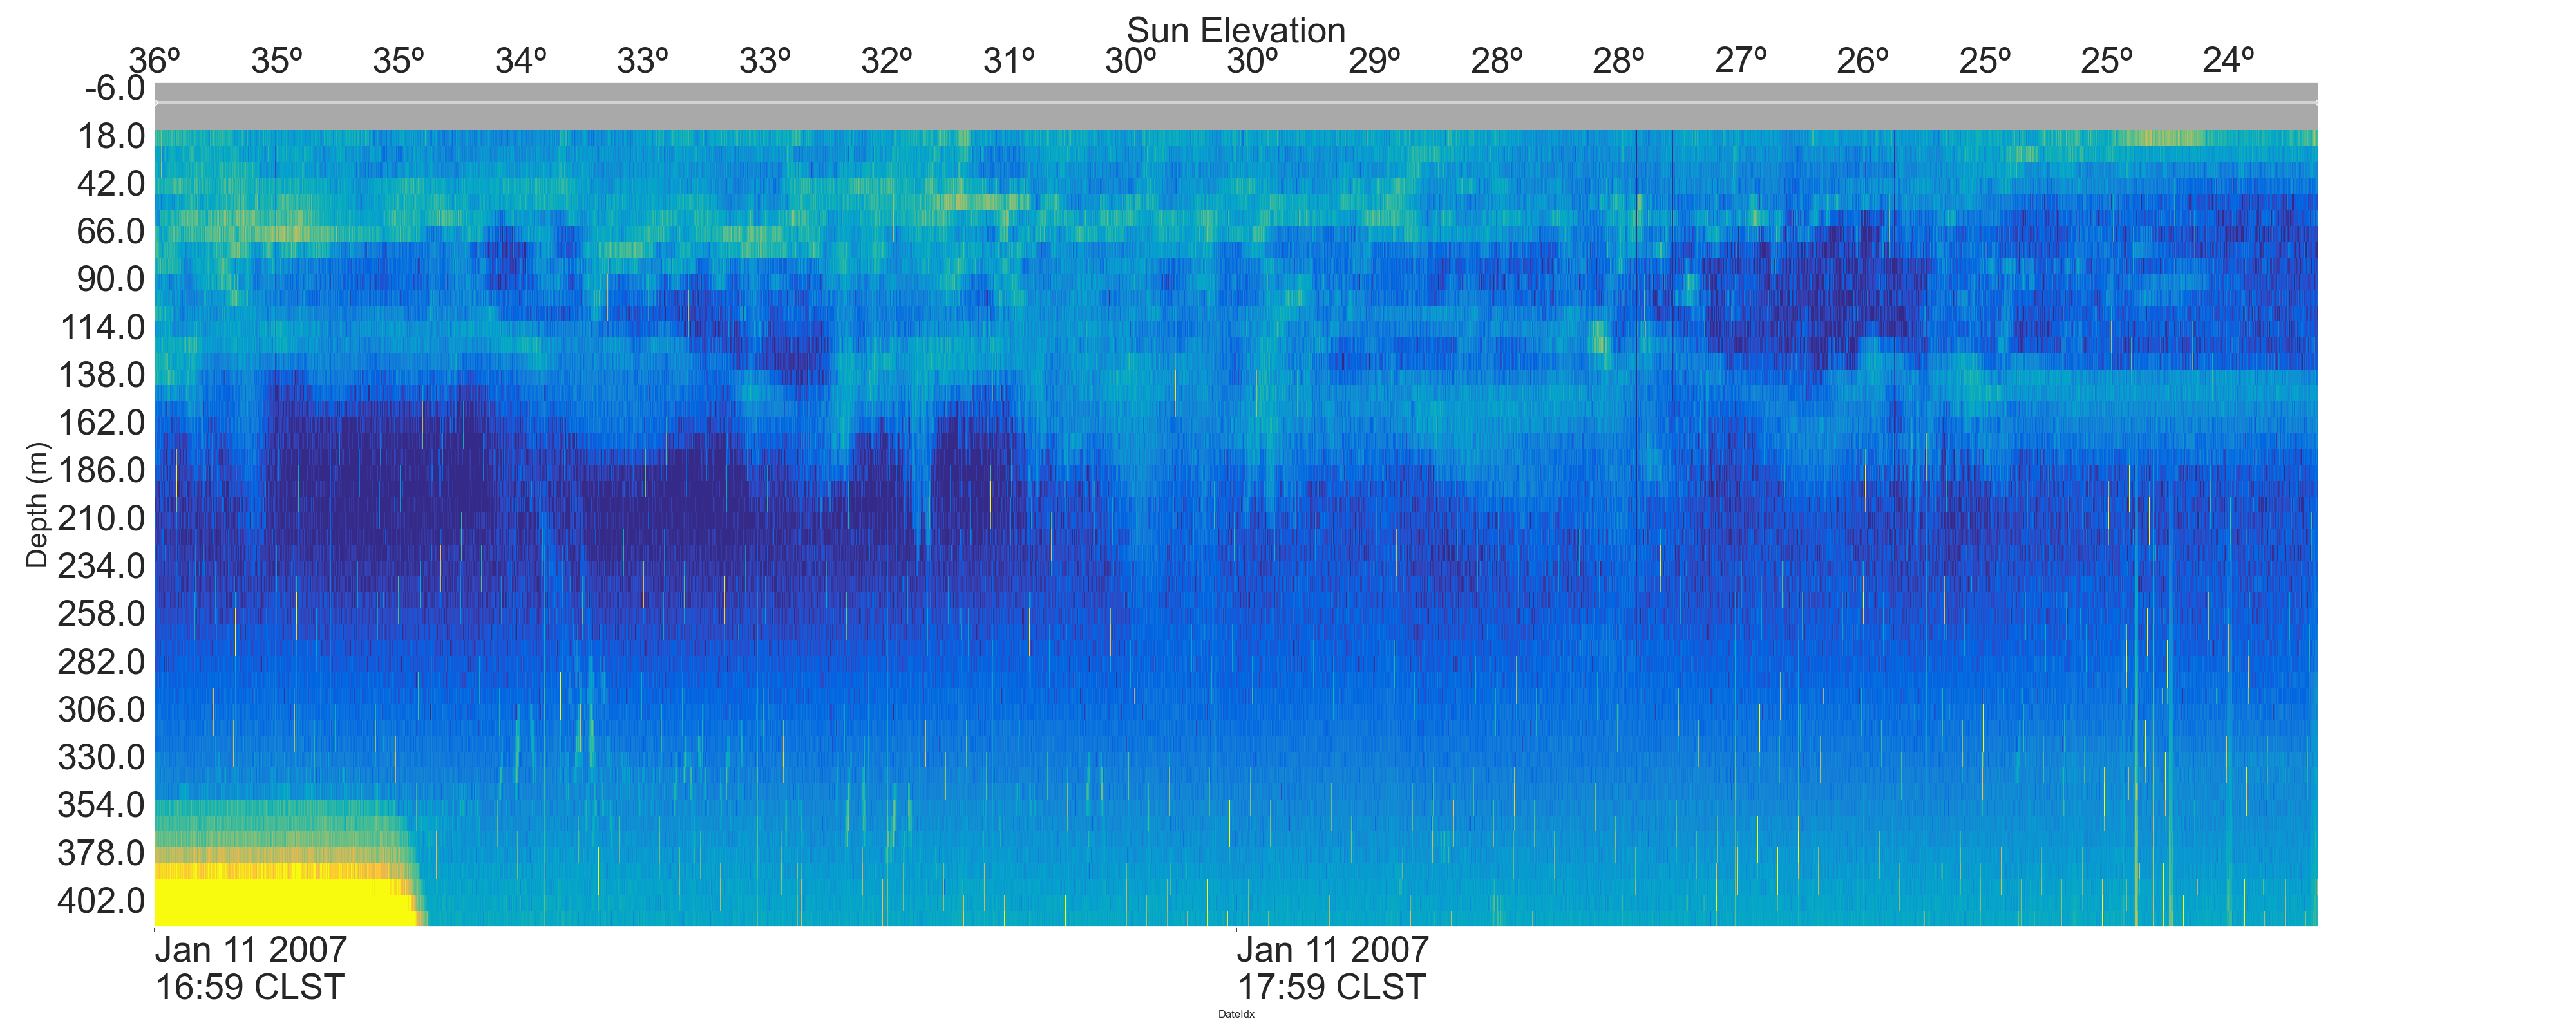 Sun Elevation
36º 35º 35º 34º 33º 33º 32º 31º 30º 30º 29º 28º 28º 27º 26º 25º 25º 24º
-6.0
18.0
42.0
66.0
90.0
114.0
138.0
162.0
186.0
210.0
234.0
258.0
282.0
306.0
330.0
354.0
378.0
402.0
Depth (m)
Jan 11 2007
16:59 CLST
Jan 11 2007
17:59 CLST
DateIdx